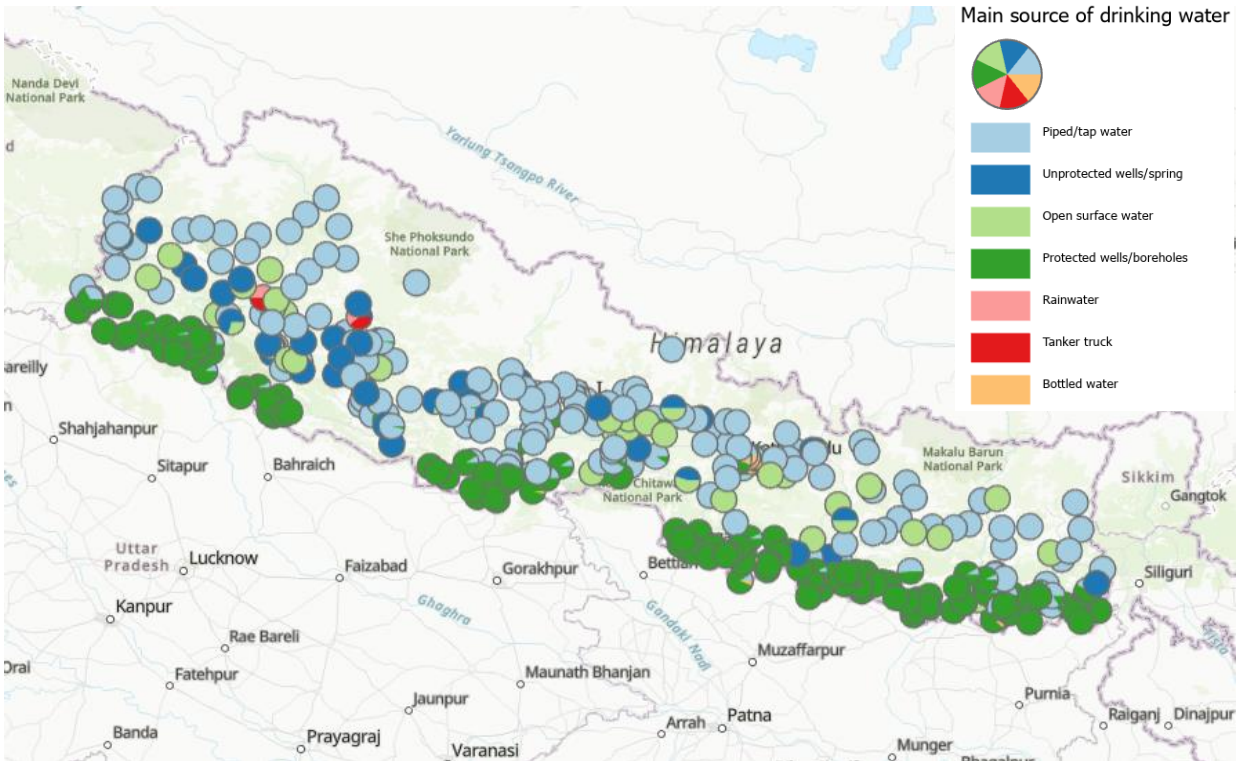 Main source of drinking water
Piped/tap water
Unprotected wells/spring
Open surface water
Protected wells/boreholes
Rainwater
Tanker truck
Bottled water
Nanda Devi
National Park
Yarlung Tsangpo River
She Phoksundo
National Park
Himalaya
Shahjahanpur
Sitapur
Bahraich
Makalu Barun
National Park
Sikkim
Gangtok
National Park
Uttar
Pradesh
Lucknow
Faizabad
Gorakhpur
Siliguri
Kanpur
Ghaghra
Gandaki Nadi
Rae Bareli
Muzaffarpur
Fatehpur
Maunath Bhanjan
Jaunpur
Purnia
Banda
Prayagraj
Varanasi
Arrah
Patna
Raiganj
Dinajpur
Munger